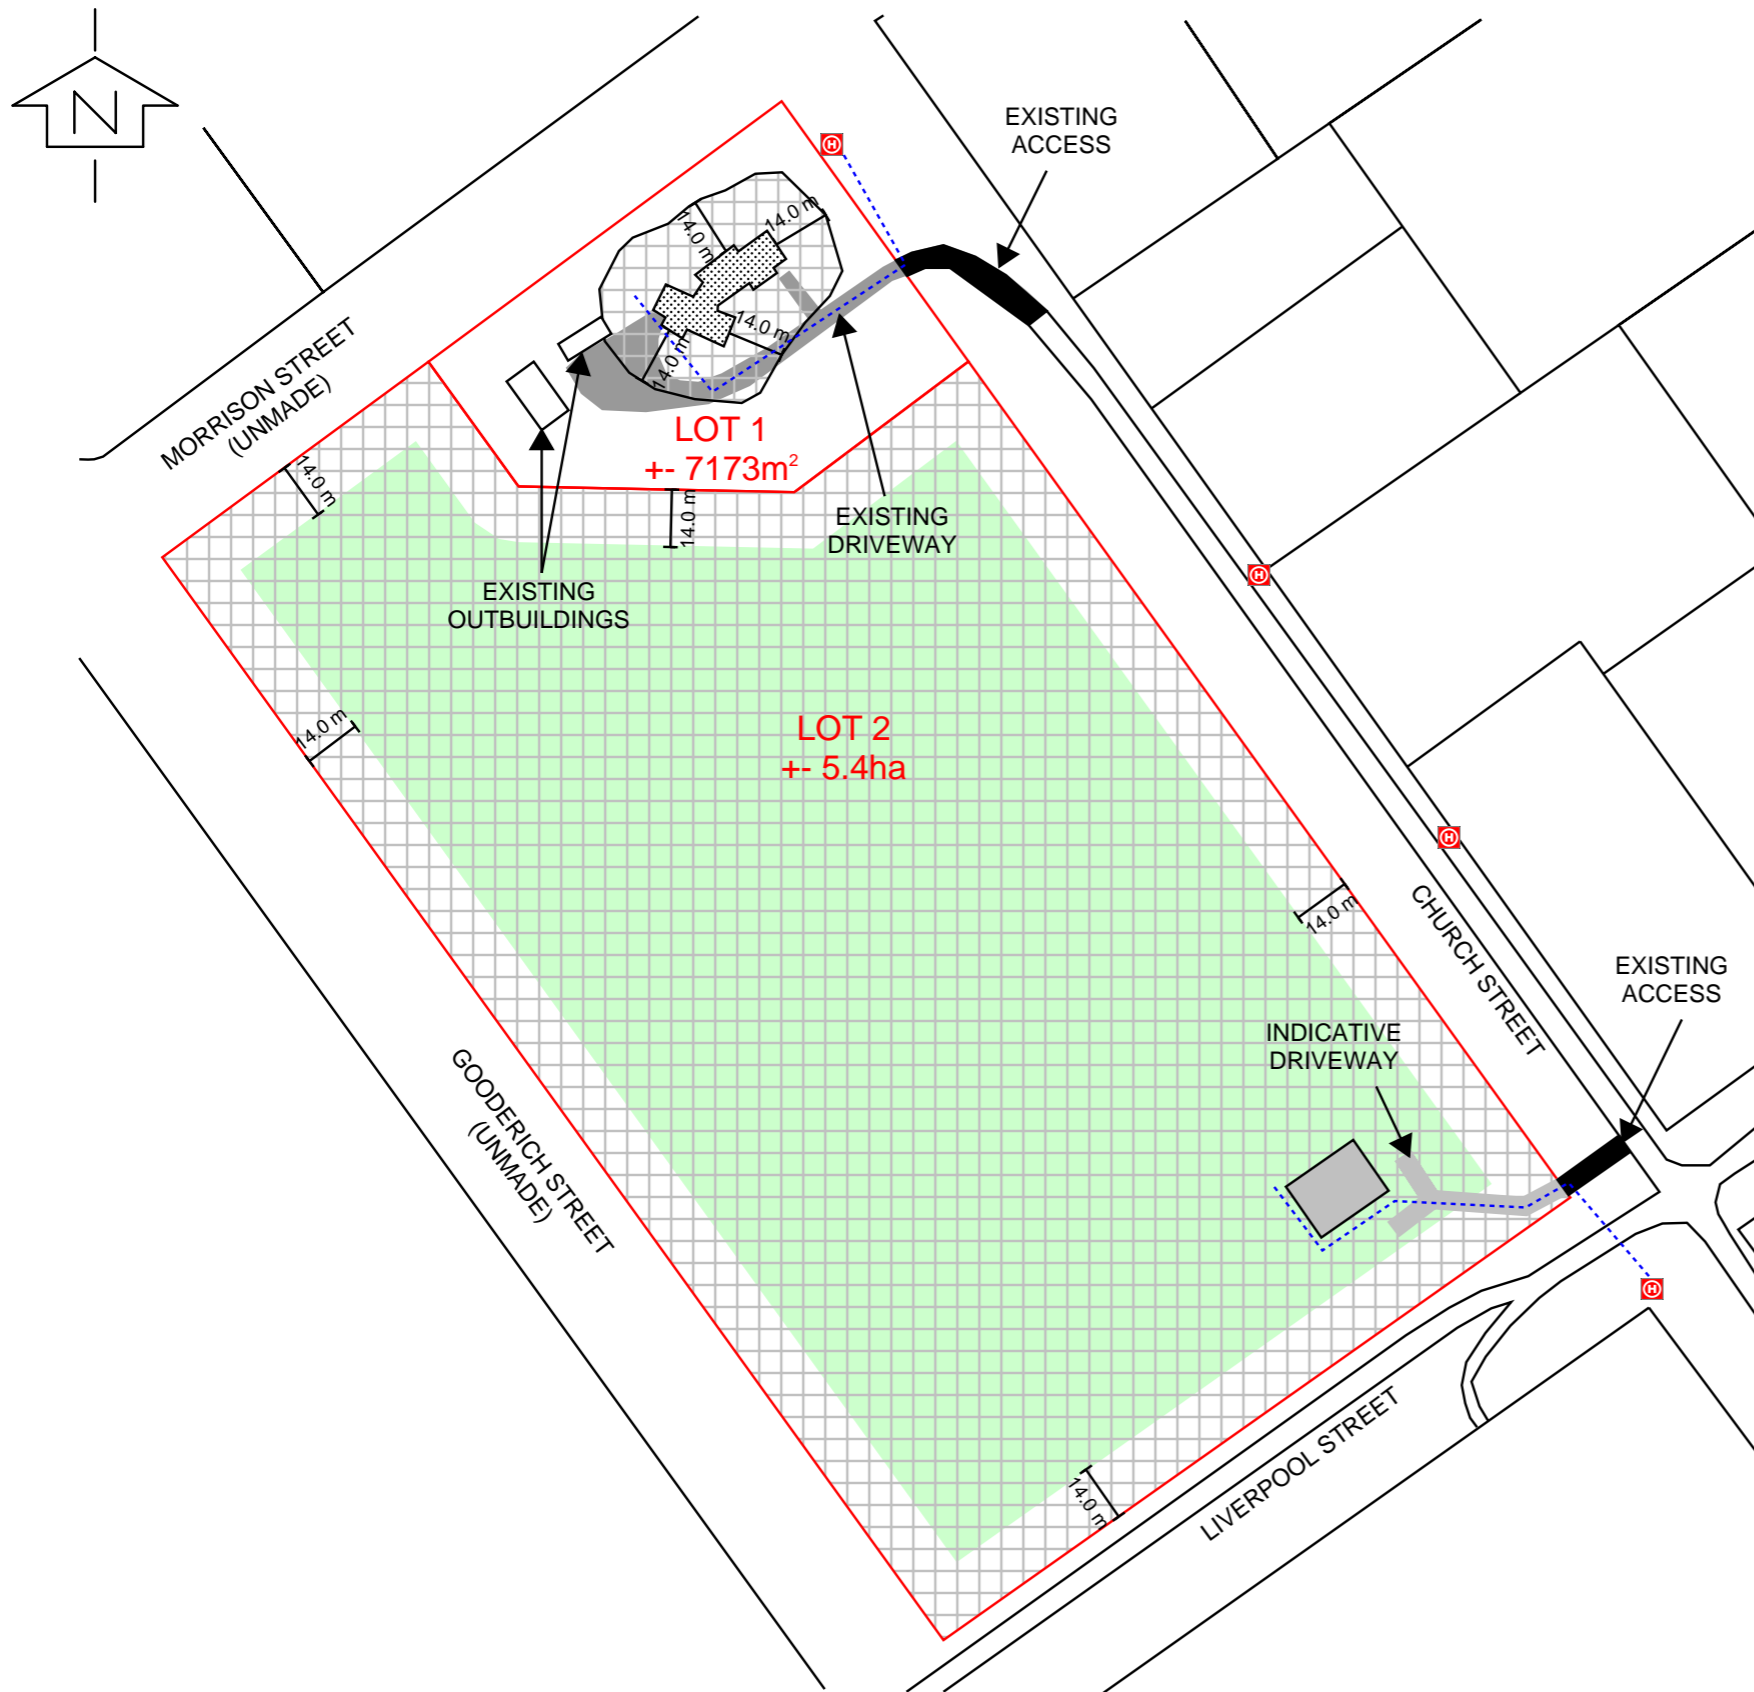 N
EXISTING
ACCESS
H
14.0 m
14.0 m
14.0 m
14.0 m
MORRISON STREET
(UNMADE)
LOT 1
+- 7173m²
14.0 m
14.0 m
EXISTING
DRIVEWAY
EXISTING
OUTBUILDINGS
H
LOT 2
+- 5.4ha
14.0 m
H
14.0 m
CHURCH STREET
EXISTING
ACCESS
INDICATIVE
DRIVEWAY
GOODERICH STREET
(UNMADE)
H
14.0 m
LIVERPOOL STREET